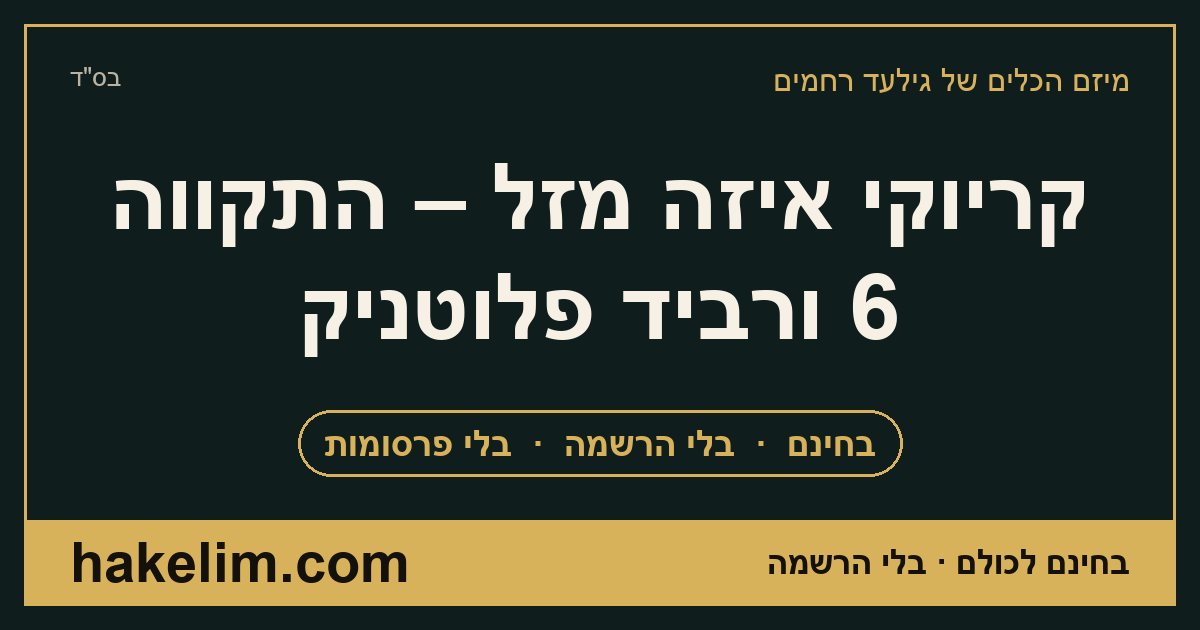 מיזם הכלים של גילעד רחמים
בס"ד
קריוקי איזה מזל – התקווה
6 ורביד פלוטניק
בחינם · בלי הרשמה · בלי פרסומות
בחינם לכולם · בלי הרשמה
hakelim.com